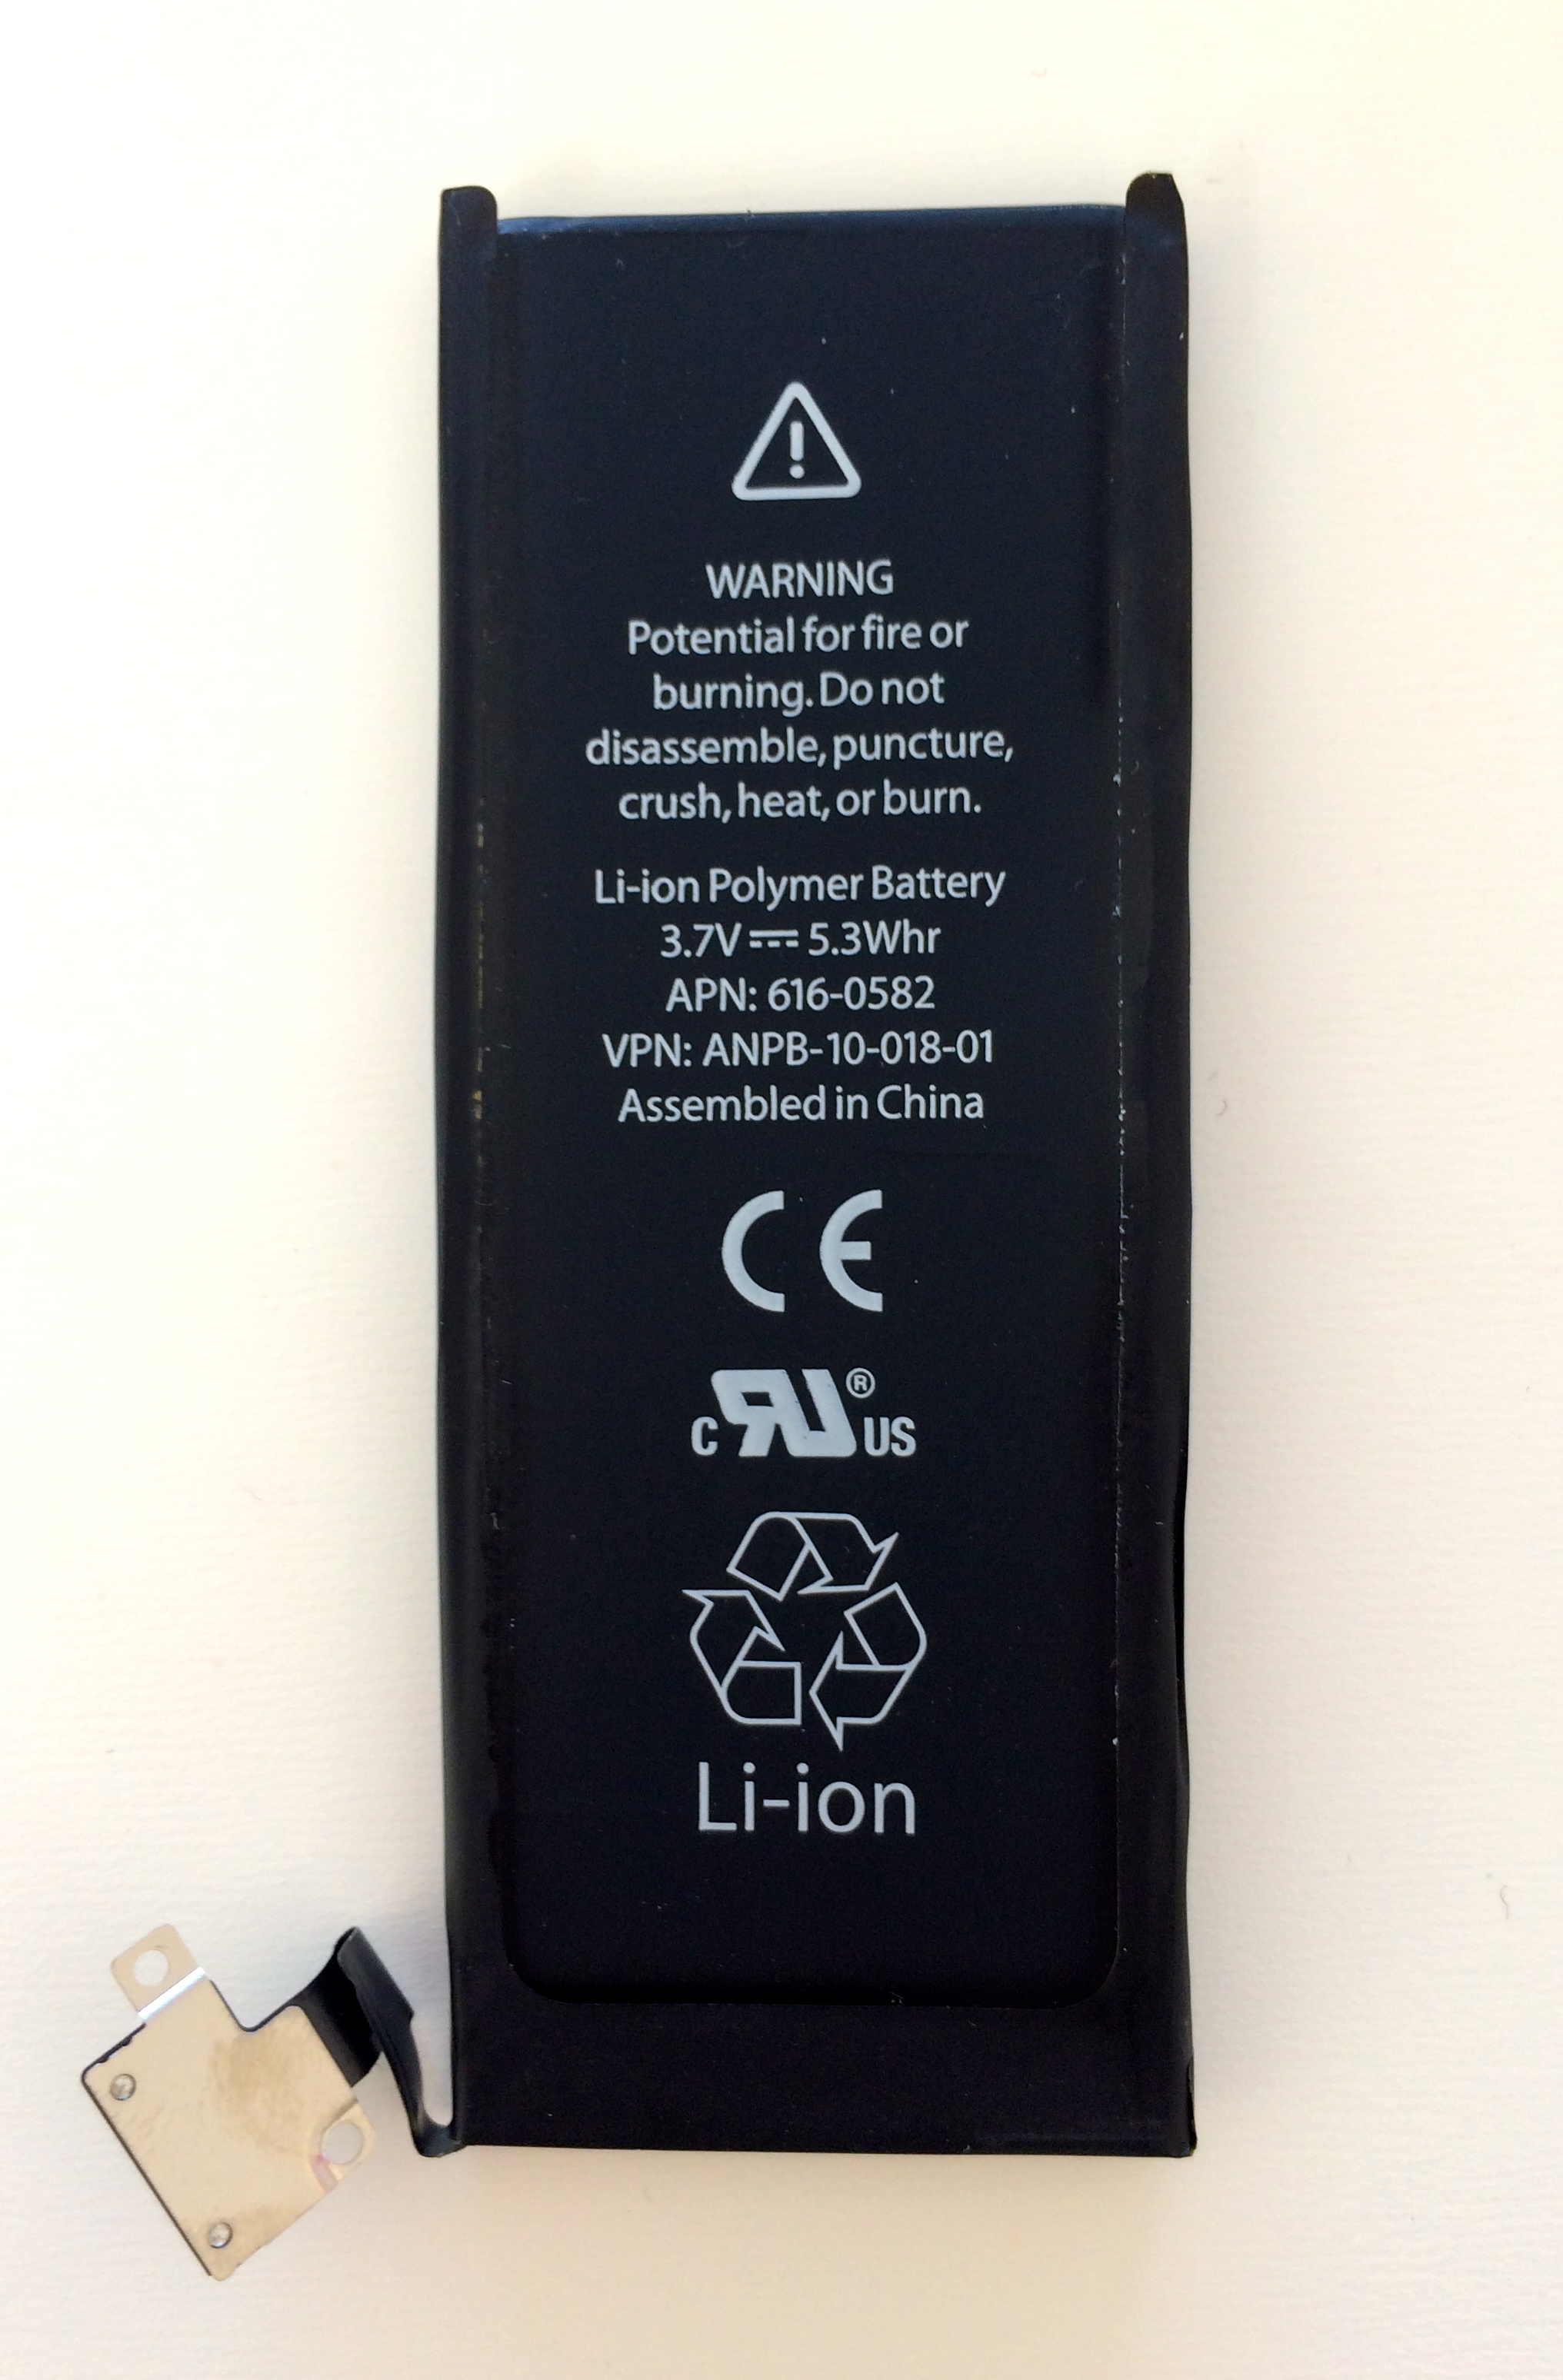 WARNING
Potential for fire or
burning. Do not
disassemble, puncture,
crush, heat, or burn.
Li-ion Polymer Battery
3.7V ⎓ 5.3Whr
APN: 616-0582
VPN: ANPB-10-018-01
Assembled in China
CE
c RU ® US
Li-ion